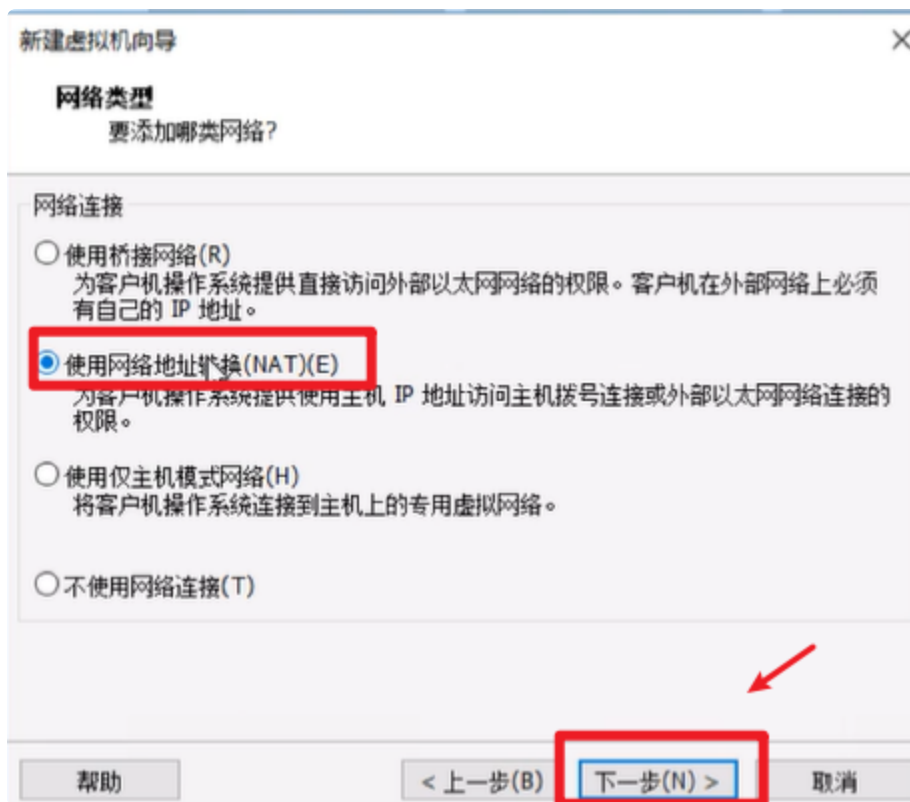 新建虚拟机向导
网络类型
要添加哪类网络?
网络连接
使用桥接网络(R)
为客户机操作系统提供直接访问外部以太网网络的权限。客户机在外部网络上必须
有自己的 IP 地址。
使用网络地址转换(NAT)(E)
为客户机操作系统提供使用主机 IP 地址访问主机拨号连接或外部以太网网络连接的
权限。
使用仅主机模式网络(H)
将客户机操作系统连接到主机上的专用虚拟网络。
不使用网络连接(T)
帮助
< 上一步(B)
下一步(N) >
取消